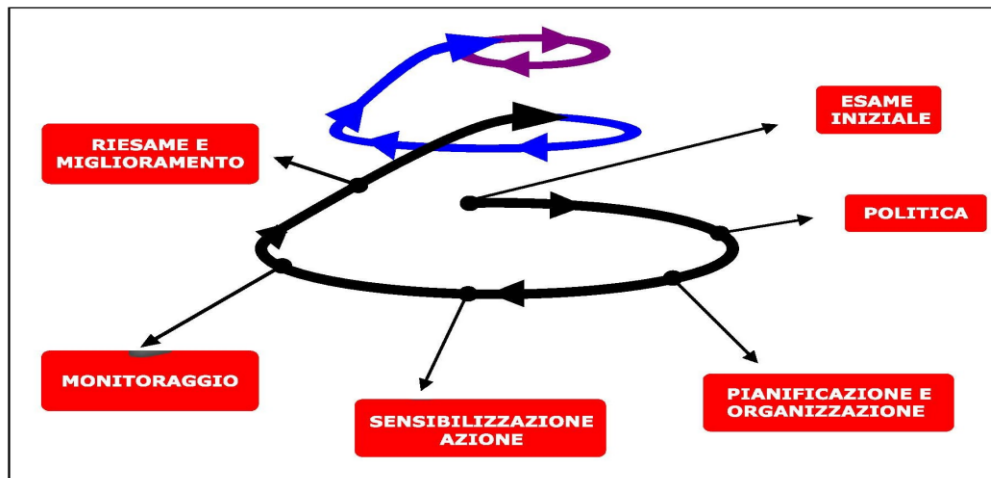 ESAME
INIZIALE
RIESAME E
MIGLIORAMENTO
POLITICA
MONITORAGGIO
PIANIFICAZIONE E
ORGANIZZAZIONE
SENSIBILIZZAZIONE
AZIONE